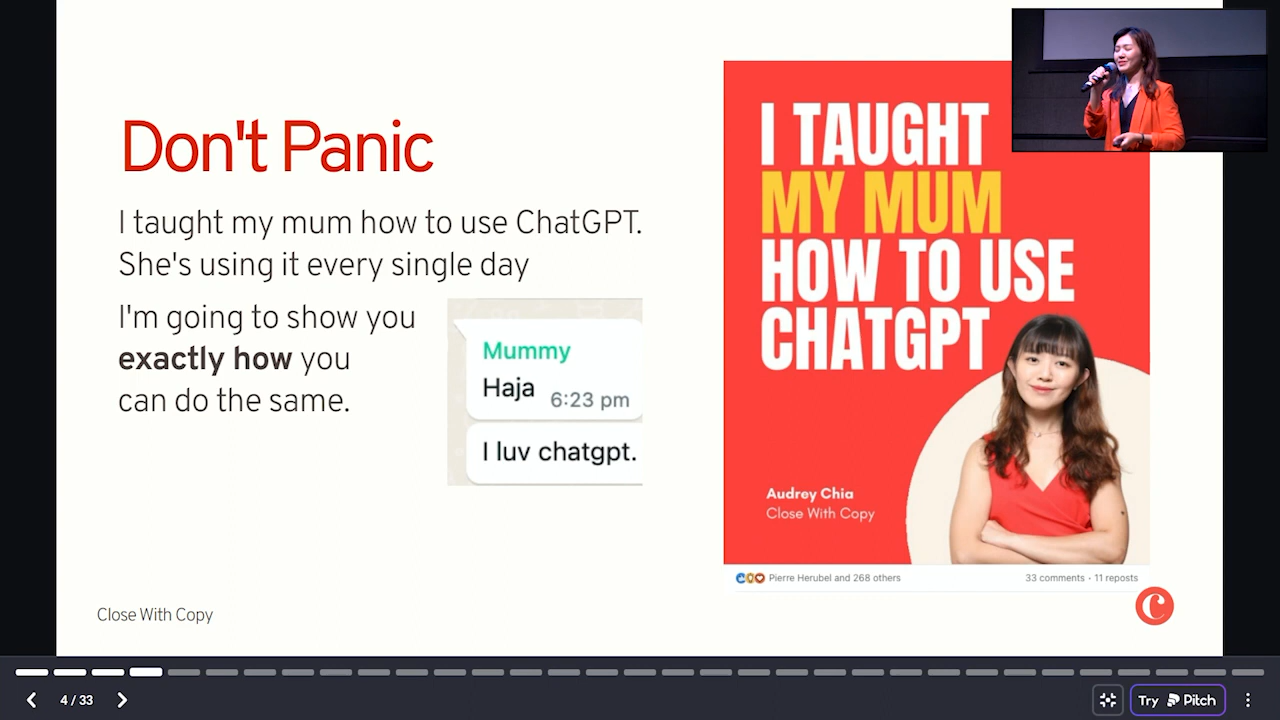 Don't Panic
I taught my mum how to use ChatGPT.
She's using it every single day
I'm going to show you
exactly how you
can do the same.
Mummy
Haja 6:23 pm
I luv chatgpt.
I TAUGHT
MY MUM
HOW TO USE
CHATGPT
Audrey Chia
Close With Copy
Pierre Herubel and 268 others
33 comments · 11 reposts
Close With Copy
C
4 / 33
Try Pitch